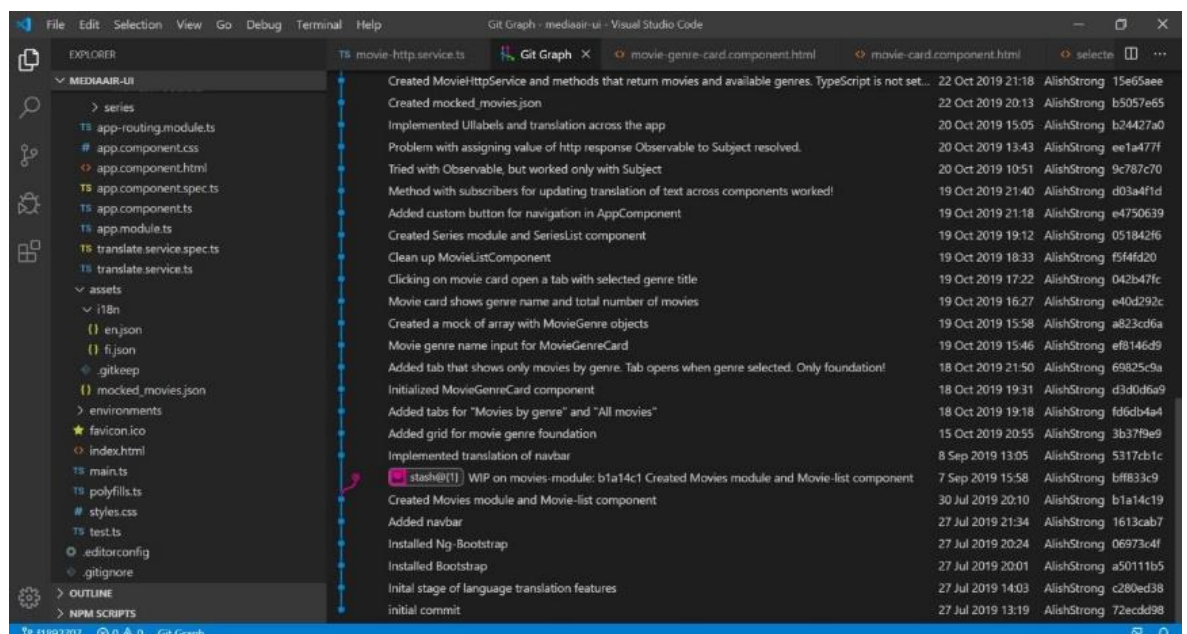 File Edit Selection View Go Debug Terminal Help Git Graph - mediaair-ui - Visual Studio Code
EXPLORER
TS movie-http.service.ts Git Graph movie-genre-card.component.html movie-card.component.html selecte
MEDIAAIR-UI
series
TS app-routing.module.ts
# app.component.css
app.component.html
TS app.component.spec.ts
TS app.component.ts
TS app.module.ts
TS translate.service.spec.ts
TS translate.service.ts
assets
i18n
{} en.json
{} fi.json
.gitkeep
{} mocked_movies.json
environments
favicon.ico
index.html
TS main.ts
TS polyfills.ts
# styles.css
TS test.ts
.editorconfig
.gitignore
OUTLINE
NPM SCRIPTS
Created MovieHttpService and methods that return movies and available genres. TypeScript is not set... 22 Oct 2019 21:18 AlishStrong 15e65aee
Created mocked_movies.json 22 Oct 2019 20:13 AlishStrong b5057e65
Implemented UIlabels and translation across the app 20 Oct 2019 15:05 AlishStrong b24427a0
Problem with assigning value of http response Observable to Subject resolved. 20 Oct 2019 13:43 AlishStrong ee1a477f
Tried with Observable, but worked only with Subject 20 Oct 2019 10:51 AlishStrong 9c787c70
Method with subscribers for updating translation of text across components worked! 19 Oct 2019 21:40 AlishStrong d03a4f1d
Added custom button for navigation in AppComponent 19 Oct 2019 21:18 AlishStrong e4750639
Created Series module and SeriesList component 19 Oct 2019 19:12 AlishStrong 051842f6
Clean up MovieListComponent 19 Oct 2019 18:33 AlishStrong f5f4fd20
Clicking on movie card open a tab with selected genre title 19 Oct 2019 17:22 AlishStrong 042b47fc
Movie card shows genre name and total number of movies 19 Oct 2019 16:27 AlishStrong e40d292c
Created a mock of array with MovieGenre objects 19 Oct 2019 15:58 AlishStrong a823cd6a
Movie genre name input for MovieGenreCard 19 Oct 2019 15:46 AlishStrong ef8146d9
Added tab that shows only movies by genre. Tab opens when genre selected. Only foundation! 18 Oct 2019 21:50 AlishStrong 69825c9a
Initialized MovieGenreCard component 18 Oct 2019 19:31 AlishStrong d3d0d6a9
Added tabs for "Movies by genre" and "All movies" 18 Oct 2019 19:18 AlishStrong fd6db4a4
Added grid for movie genre foundation 15 Oct 2019 20:55 AlishStrong 3b37f9e9
Implemented translation of navbar 8 Sep 2019 13:05 AlishStrong 5317cb1c
stash@{1} WIP on movies-module: b1a14c1 Created Movies module and Movie-list component 7 Sep 2019 15:58 AlishStrong bff833c9
Created Movies module and Movie-list component 30 Jul 2019 20:10 AlishStrong b1a14c19
Added navbar 27 Jul 2019 21:34 AlishStrong 1613cab7
Installed Ng-Bootstrap 27 Jul 2019 20:24 AlishStrong 06973c4f
Installed Bootstrap 27 Jul 2019 20:01 AlishStrong a50111b5
Inital stage of language translation features 27 Jul 2019 14:03 AlishStrong c280ed38
initial commit 27 Jul 2019 13:19 AlishStrong 72ecdd98
Git Graph